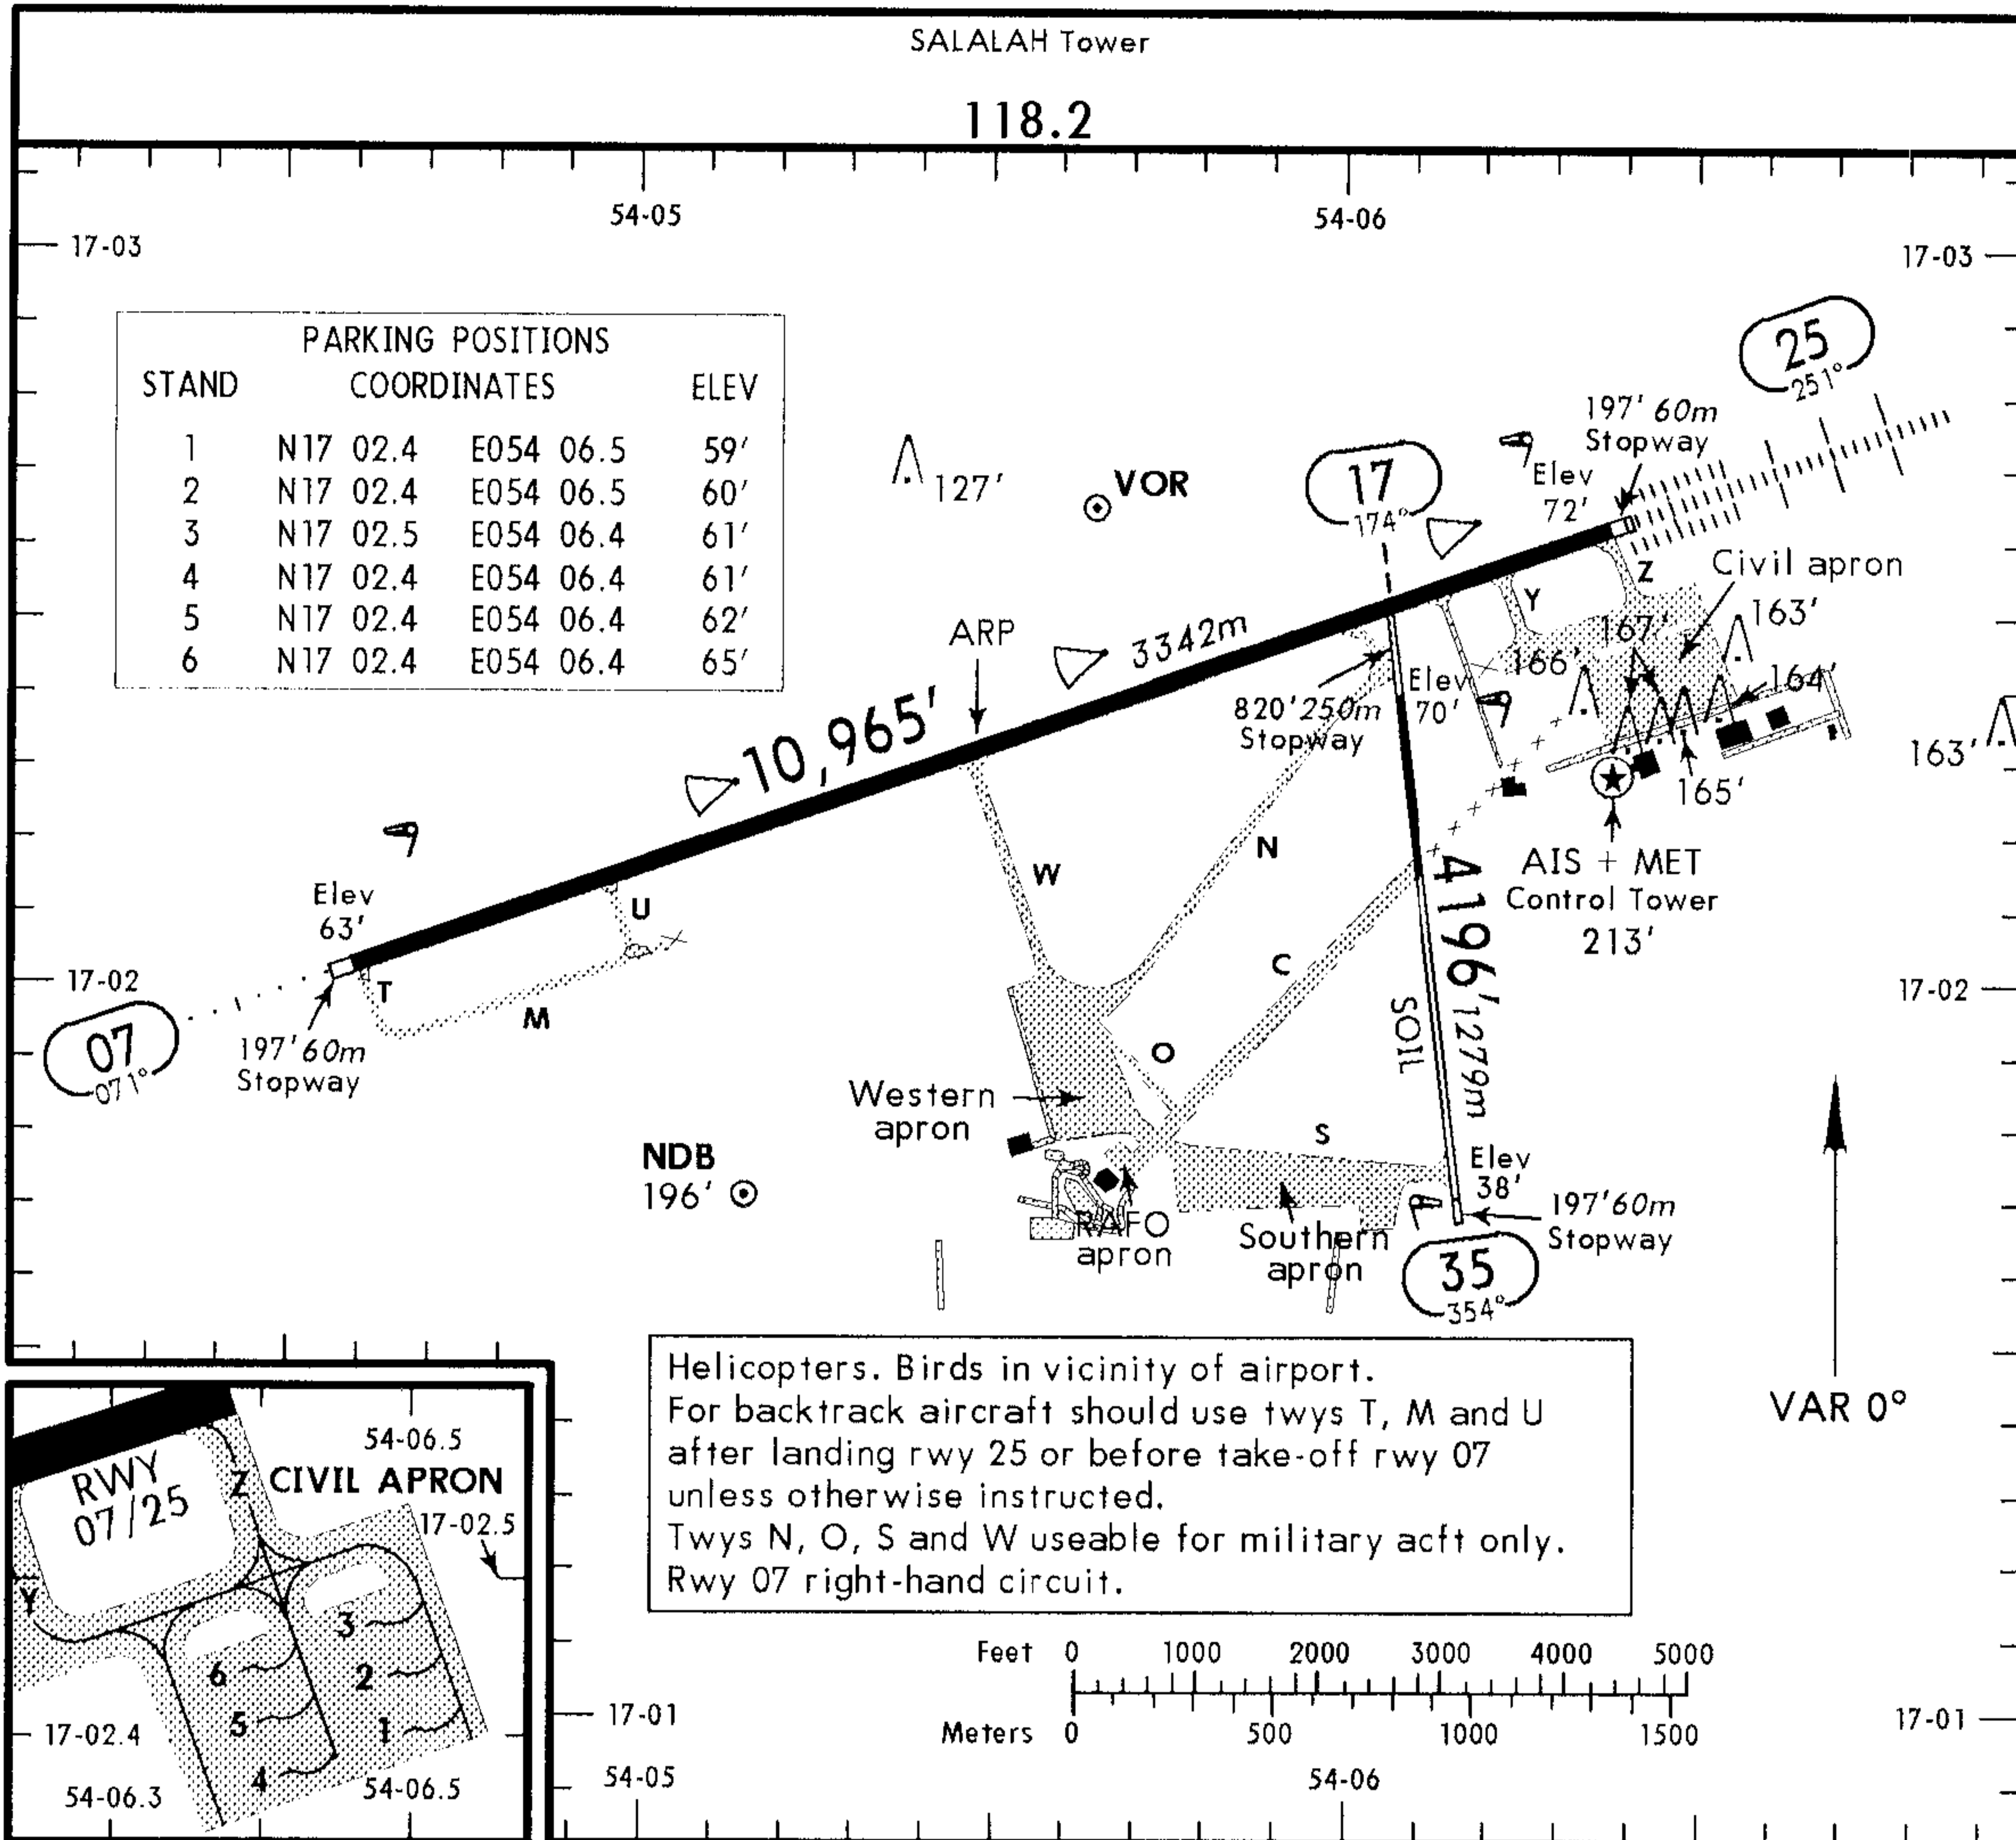 SALALAH Tower
118.2
54-05
54-06
17-03
17-03
PARKING POSITIONS
STAND COORDINATES ELEV
1 N17 02.4 E054 06.5 59'
2 N17 02.4 E054 06.5 60'
3 N17 02.5 E054 06.4 61'
4 N17 02.4 E054 06.4 61'
5 N17 02.4 E054 06.4 62'
6 N17 02.4 E054 06.4 65'
127'
VOR
17
174°
25
251°
197' 60m
Stopway
Elev
72'
Z
Civil apron
Y
163'
167'
166'
164'
165'
163'
ARP
3342m
10,965'
820' 250m
Stopway
Elev
70'
AIS + MET
Control Tower
213'
N
W
C
O
S
U
T
M
Elev
63'
17-02
17-02
07
071°
197' 60m
Stopway
4196' 1279m
SOIL
Western
apron
NDB
196'
RAFO
apron
Southern
apron
Elev
38'
197' 60m
Stopway
35
354°
VAR 0°
Helicopters. Birds in vicinity of airport.
For backtrack aircraft should use twys T, M and U
after landing rwy 25 or before take-off rwy 07
unless otherwise instructed.
Twys N, O, S and W useable for military acft only.
Rwy 07 right-hand circuit.
54-06.5
RWY
07/25
Z
CIVIL APRON
17-02.5
Y
3
6
2
5
1
4
17-02.4
54-06.3
54-06.5
Feet 0 1000 2000 3000 4000 5000
Meters 0 500 1000 1500
17-01
17-01
54-05
54-06